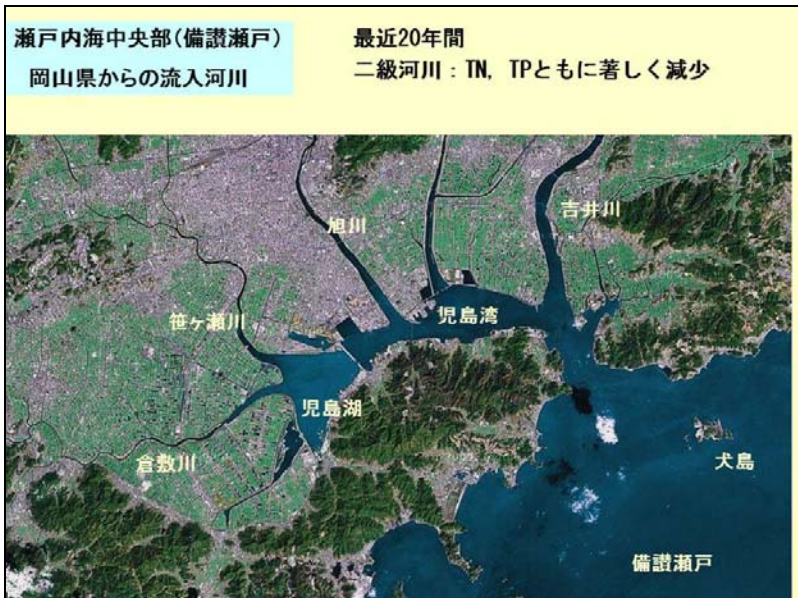 瀬戸内海中央部(備讃瀬戸)
岡山県からの流入河川
最近20年間
二級河川：TN, TPともに著しく減少
旭川
吉井川
笹ヶ瀬川
児島湾
児島湖
倉敷川
犬島
備讃瀬戸